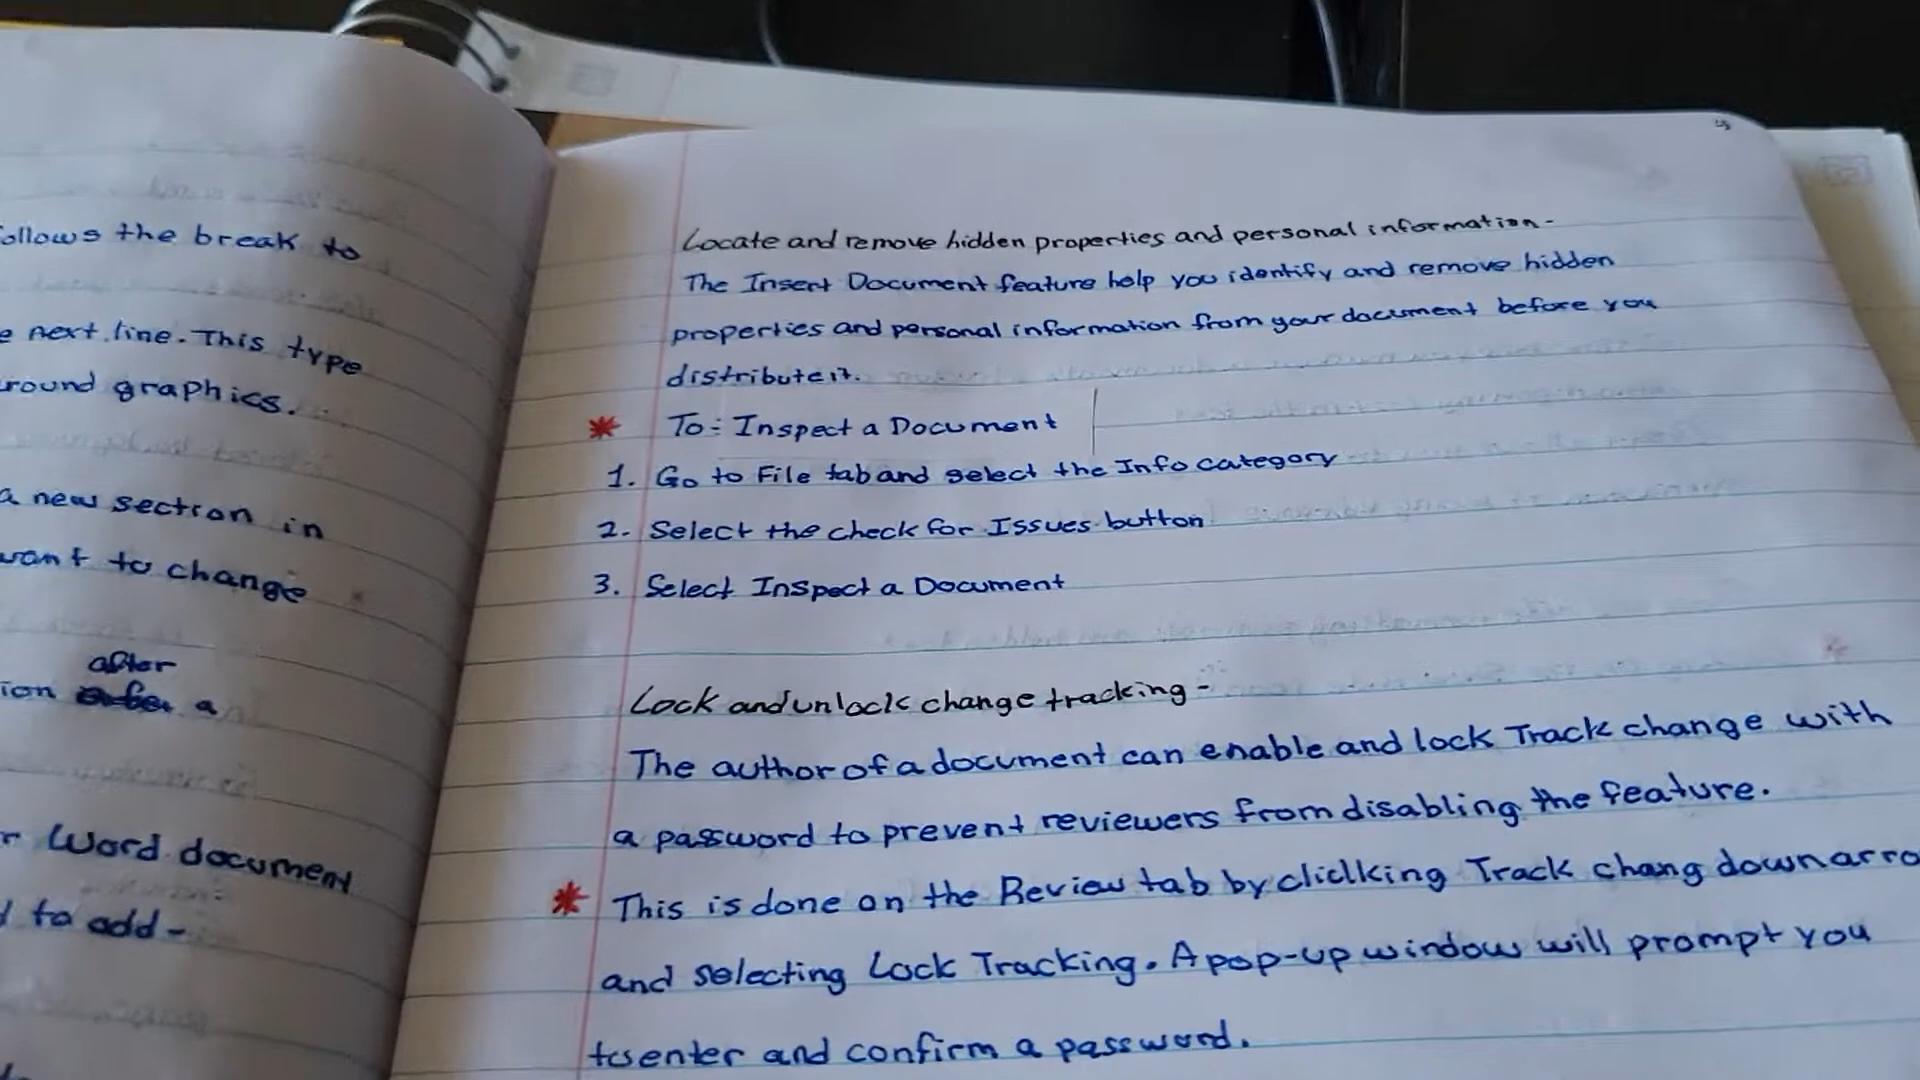 ollows the break to
e next line. This type
round graphics.
a new section in
want to change
after
ion a
r Word document
d to add-
Locate and remove hidden properties and personal information-
The Insert Document feature help you identify and remove hidden
properties and personal information from your document before you
distribute it.
* To: Inspect a Document
1. Go to File tab and select the Info category
2. Select the check for Issues button
3. Select Inspect a Document
Lock and unlock change tracking-
The author of a document can enable and lock Track change with
a password to prevent reviewers from disabling the feature.
* This is done on the Review tab by clidlking Track chang down arro
and selecting Lock Tracking. A pop-up window will prompt you
to enter and confirm a password.